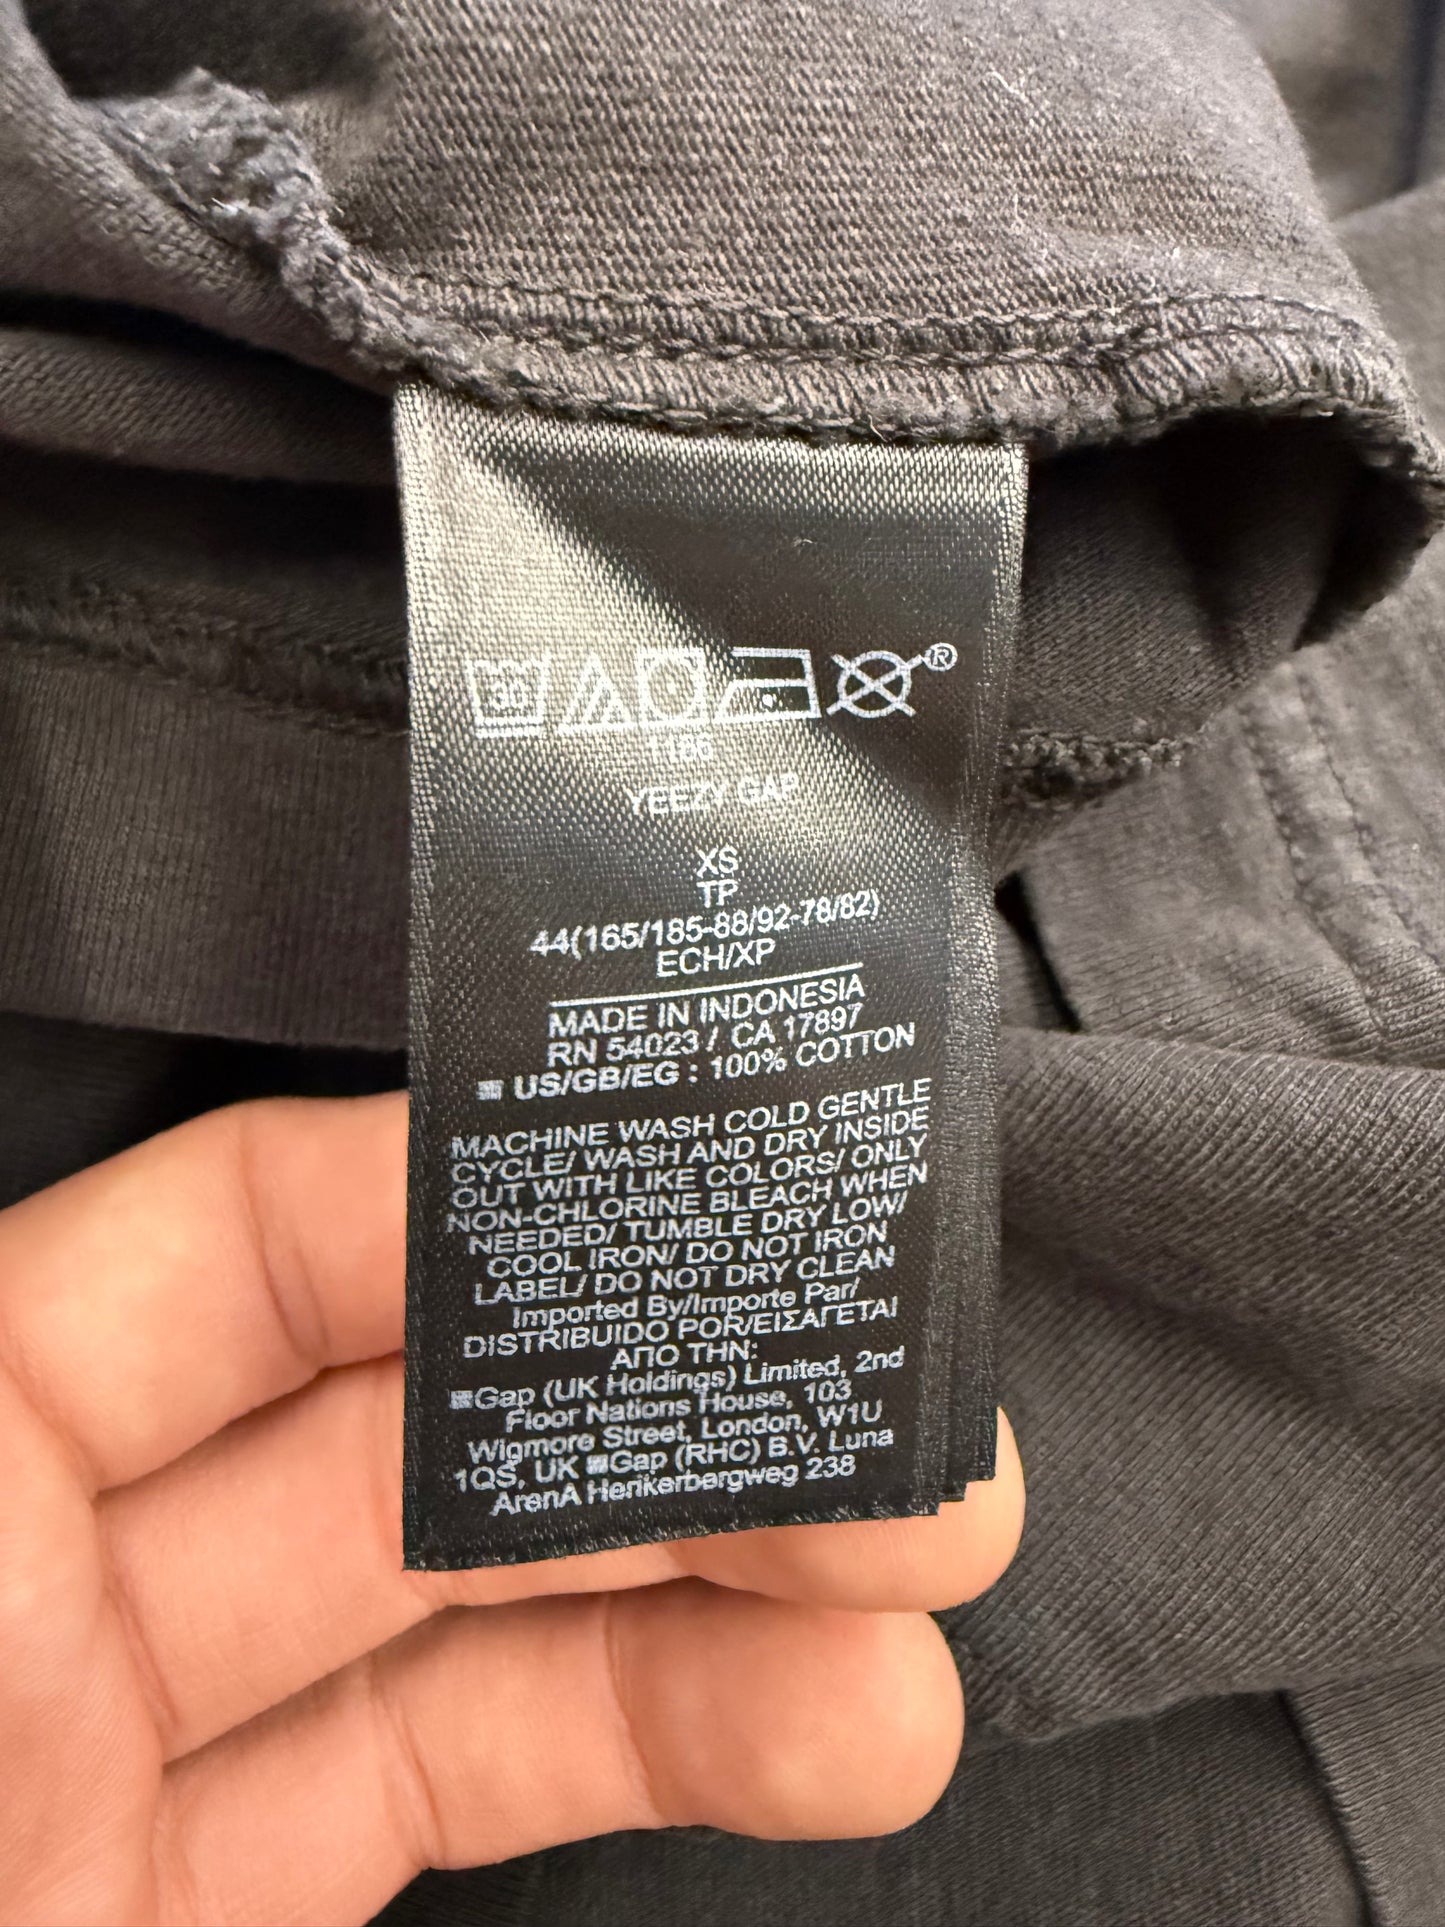 30 ®
YEEZY GAP
XS
TP
44(165/185-88/92-78/82)
ECH/XP
MADE IN INDONESIA
RN 54023 / CA 17897
US/GB/EG : 100% COTTON
MACHINE WASH COLD GENTLE
CYCLE/ WASH AND DRY INSIDE
OUT WITH LIKE COLORS/ ONLY
NON-CHLORINE BLEACH WHEN
NEEDED/ TUMBLE DRY LOW/
COOL IRON/ DO NOT IRON
LABEL/ DO NOT DRY CLEAN
Imported By/Importe Par/
DISTRIBUIDO POR/ΕΙΣΑΓΕΤΑΙ
ΑΠΟ ΤΗΝ:
Gap (UK Holdings) Limited, 2nd
Floor Nations House, 103
Wigmore Street, London, W1U
1QS, UK Gap (RHC) B.V. Luna
ArenA Herikerbergweg 238